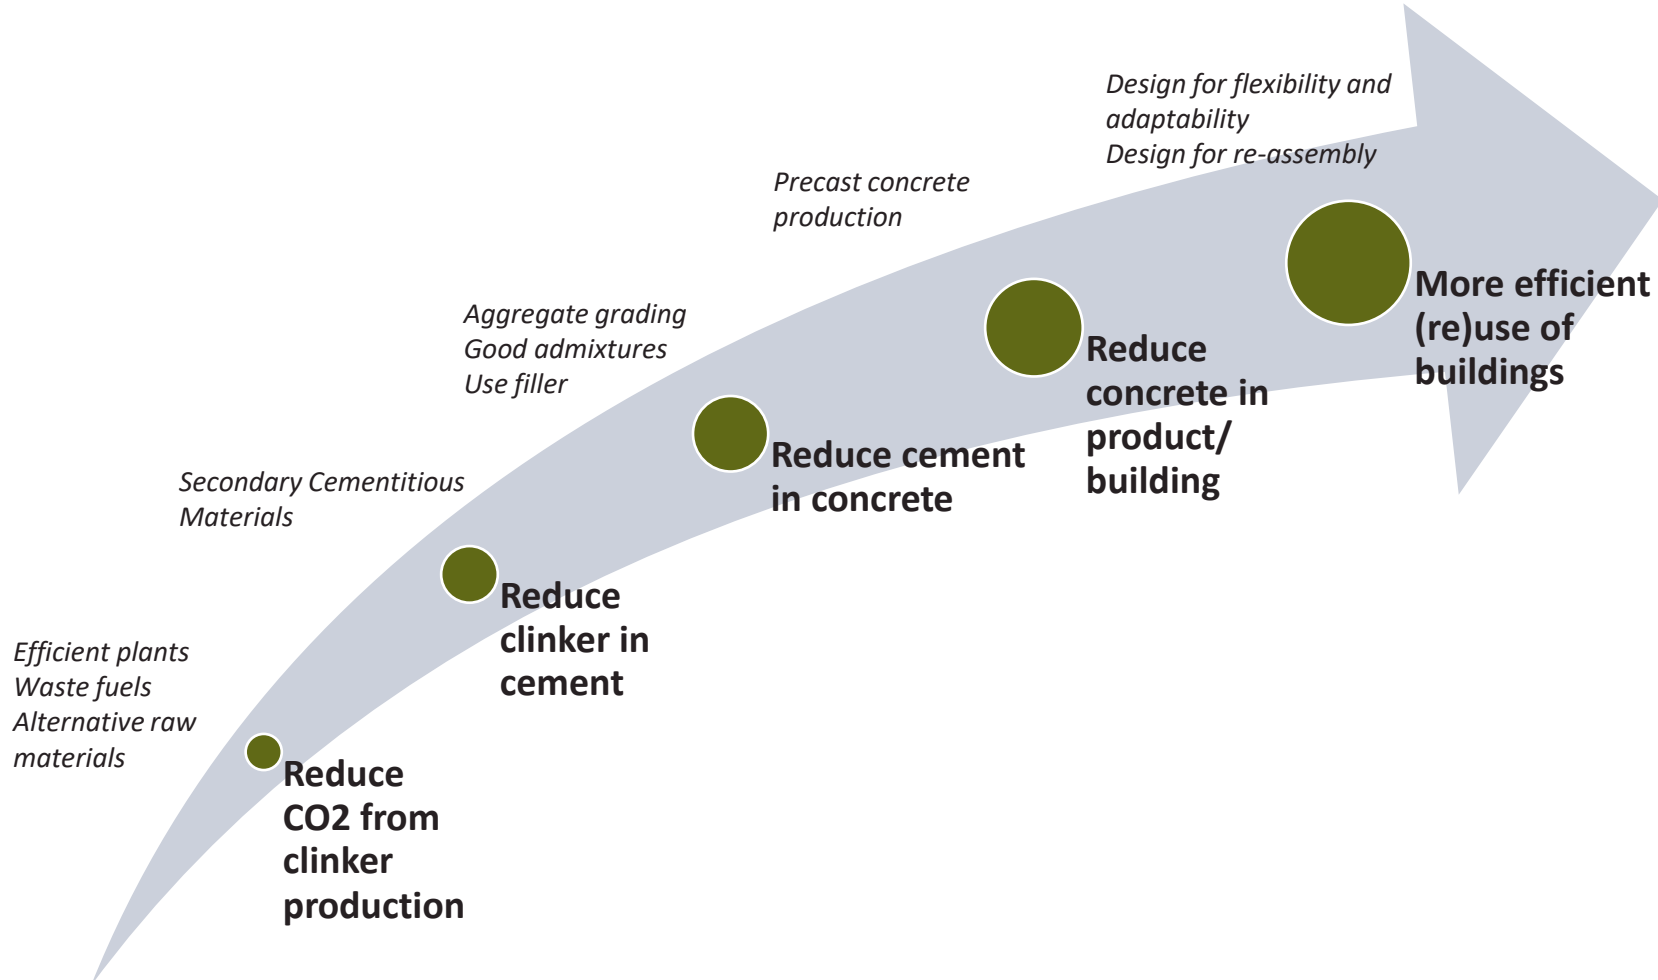 Efficient plants
Waste fuels
Alternative raw
materials
Reduce
CO2 from
clinker
production
Secondary Cementitious
Materials
Reduce
clinker in
cement
Aggregate grading
Good admixtures
Use filler
Reduce cement
in concrete
Precast concrete
production
Reduce
concrete in
product/
building
Design for flexibility and
adaptability
Design for re-assembly
More efficient
(re)use of
buildings